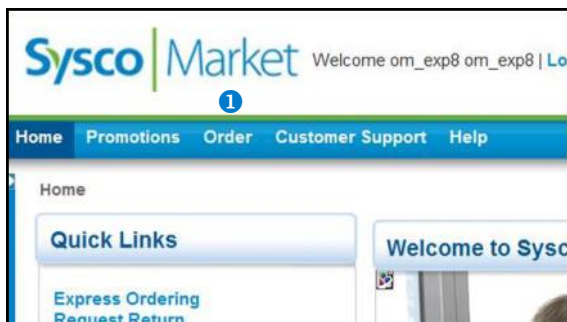 Sysco | Market Welcome om_exp8 om_exp8 | Lo
1
Home Promotions Order Customer Support Help
Home
Quick Links
Welcome to Sysc
Express Ordering
Request Return